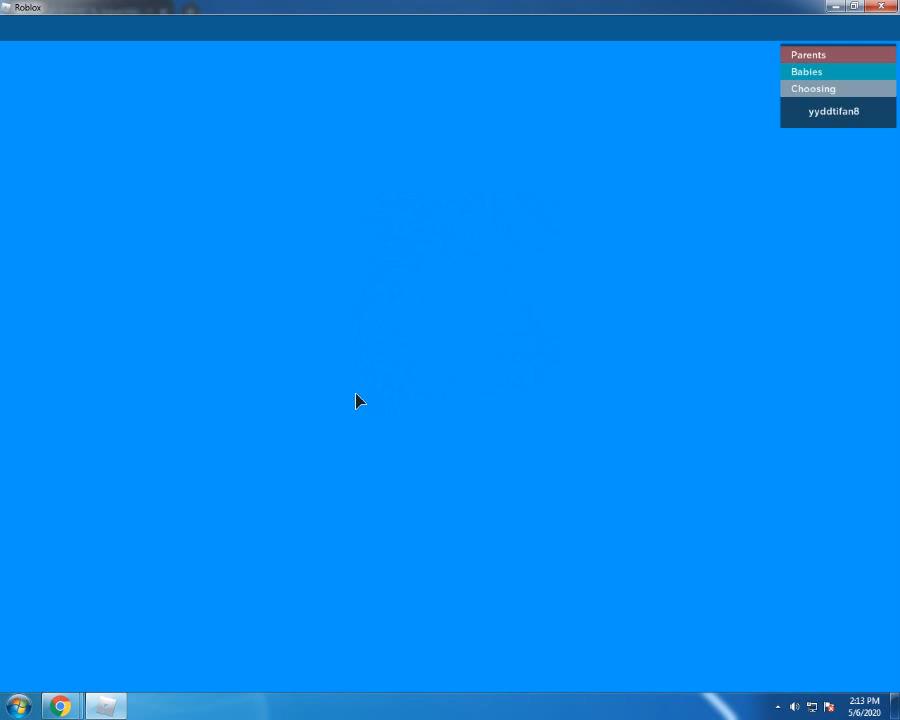 Roblox
Parents
Babies
Choosing
yyddtifan8
2:13 PM
5/6/2020